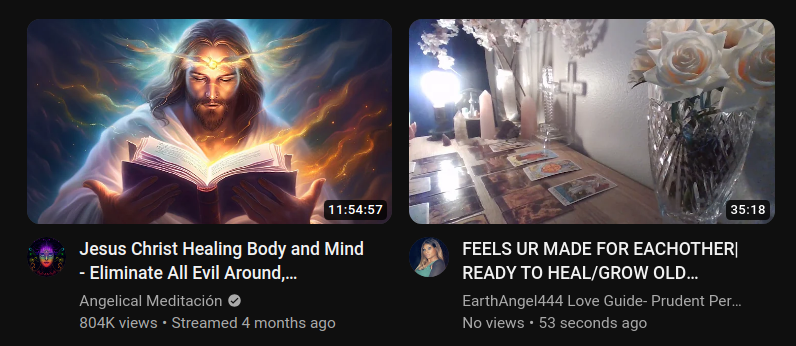 11:54:57
35:18
Jesus Christ Healing Body and Mind
- Eliminate All Evil Around,...
Angelical Meditación
804K views • Streamed 4 months ago
FEELS UR MADE FOR EACHOTHER|
READY TO HEAL/GROW OLD...
EarthAngel444 Love Guide- Prudent Per...
No views • 53 seconds ago